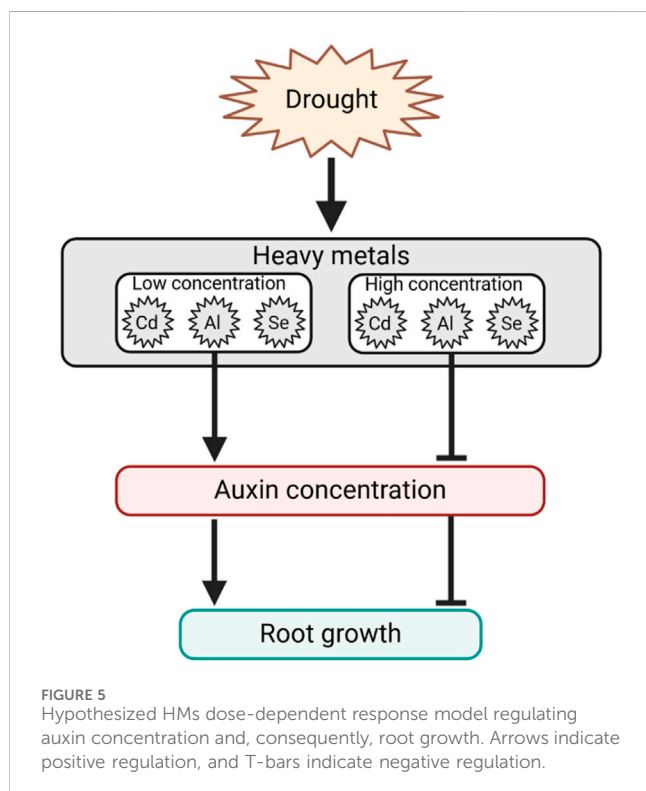 Drought
Heavy metals
Low concentration
High concentration
Cd Al Se
Cd Al Se
Auxin concentration
Root growth
FIGURE 5
Hypothesized HMs dose-dependent response model regulating
auxin concentration and, consequently, root growth. Arrows indicate
positive regulation, and T-bars indicate negative regulation.